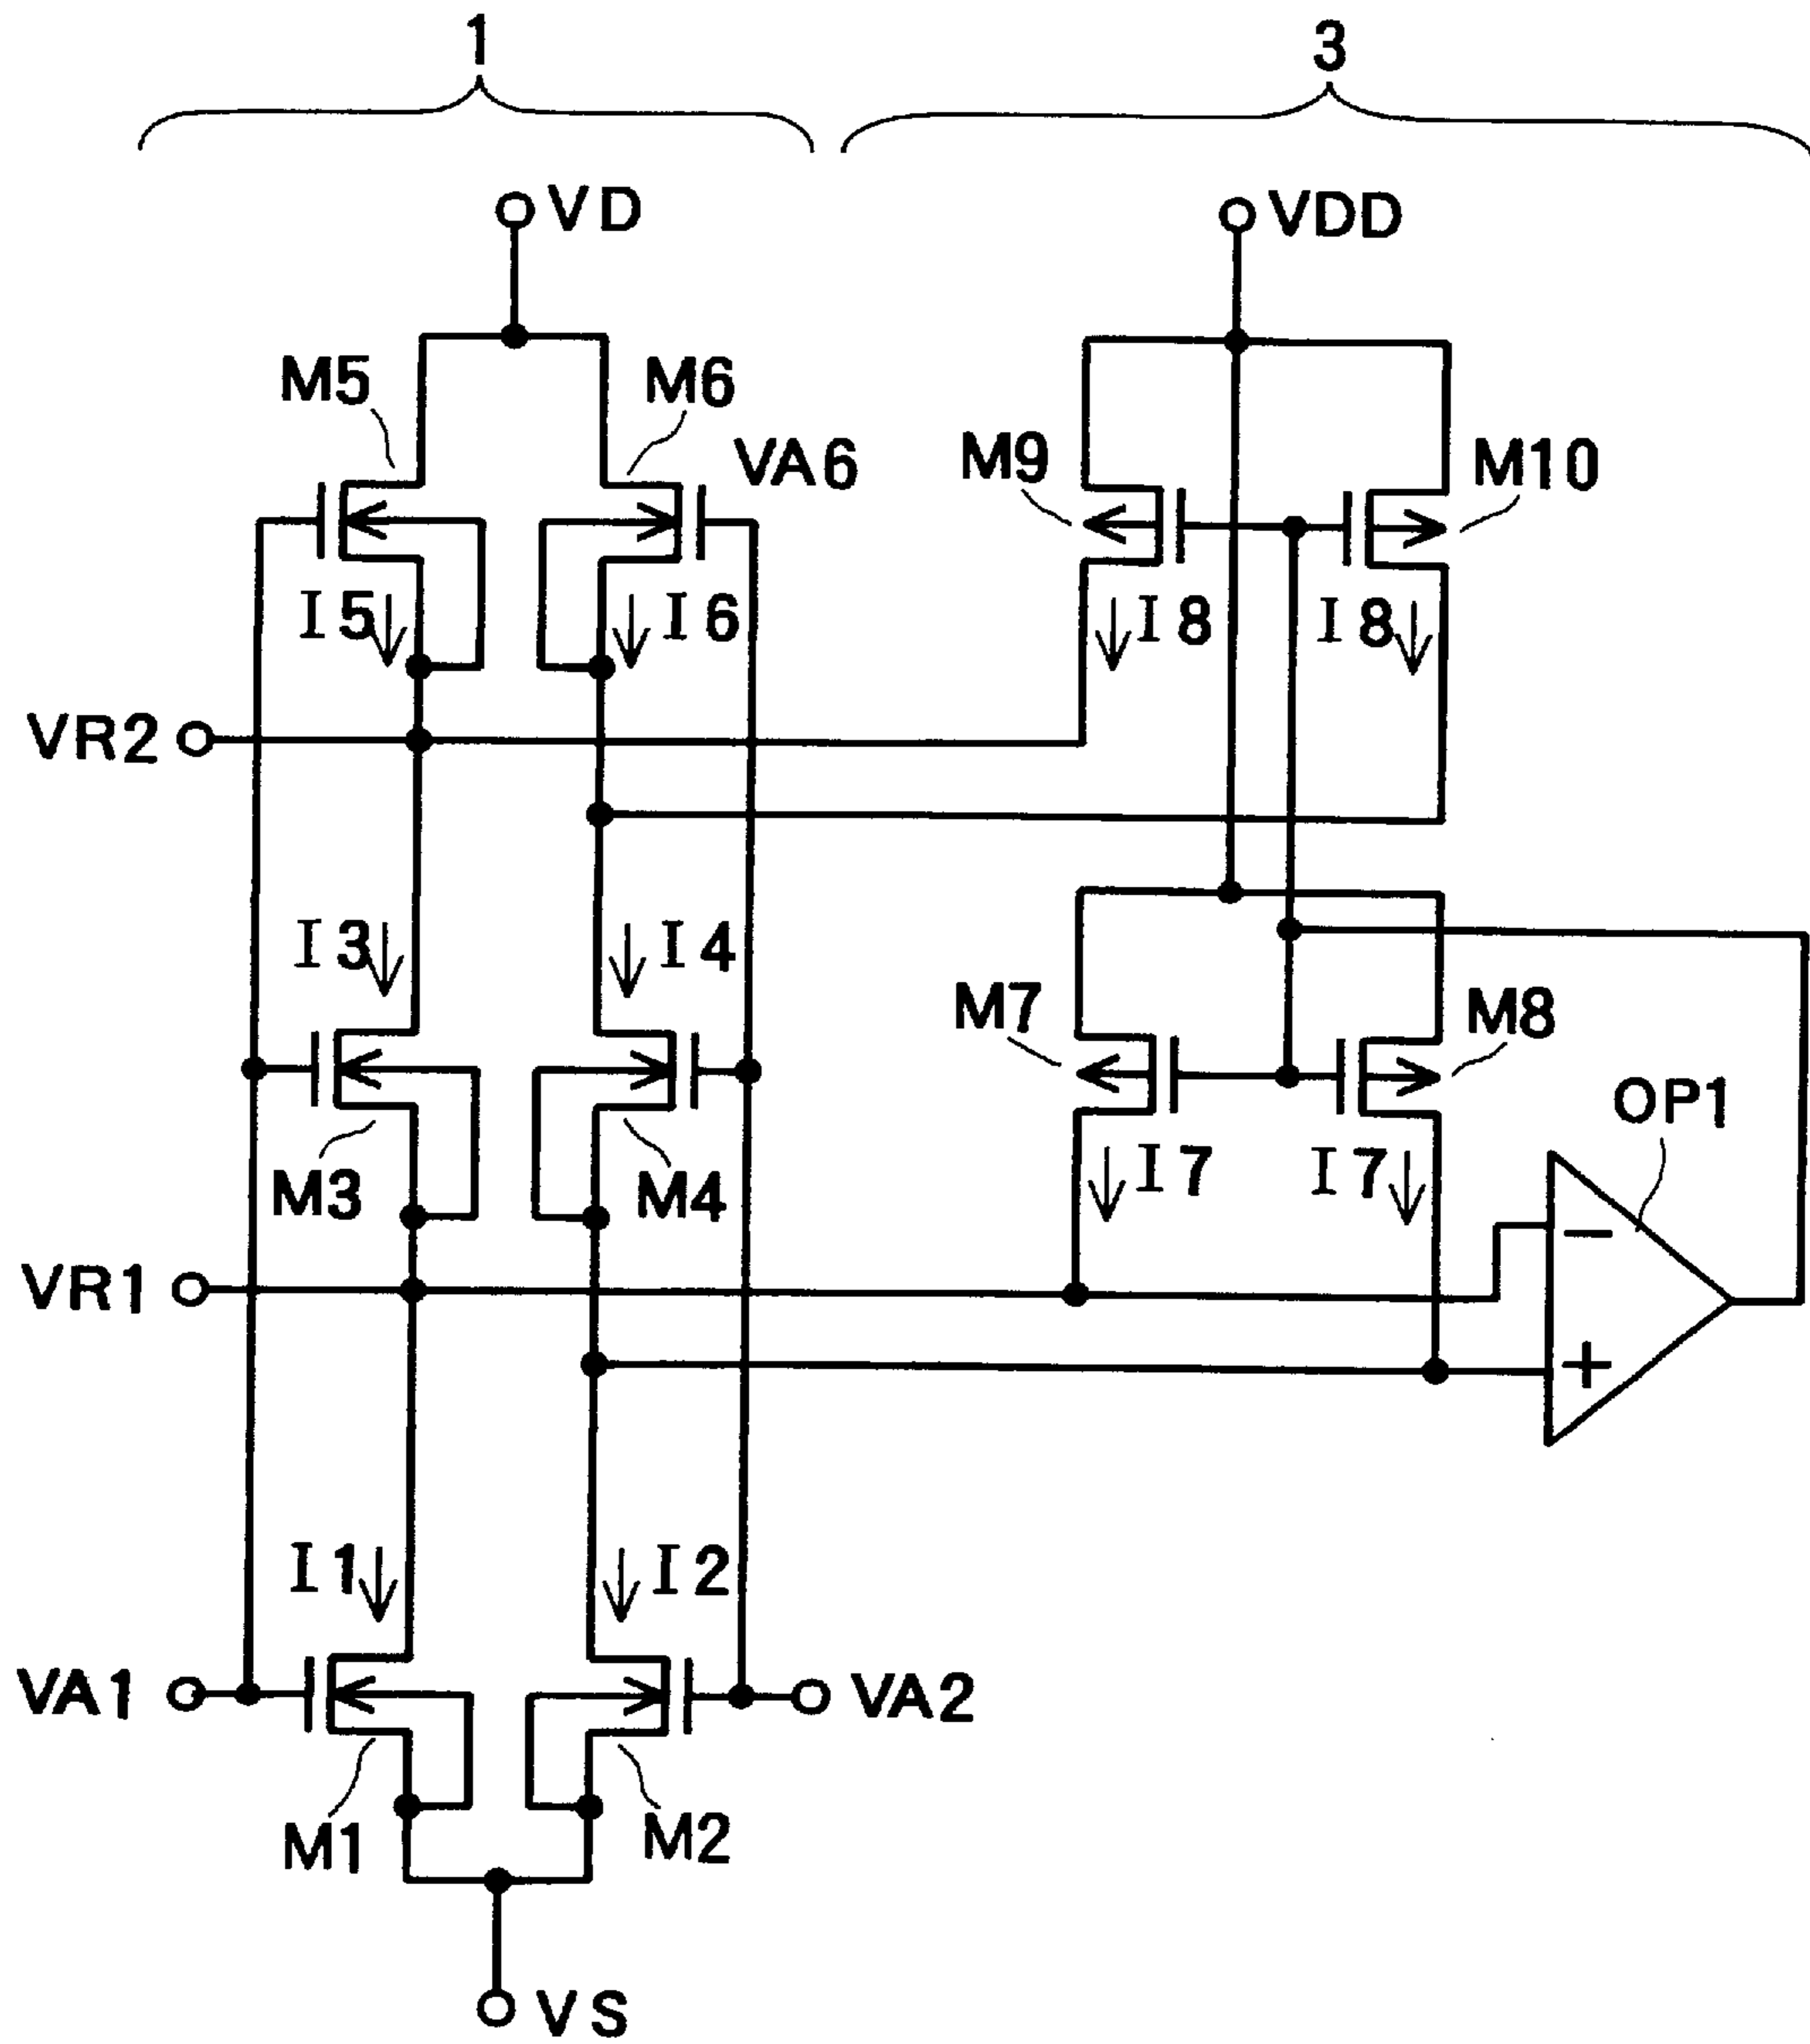 1 3
VD VDD
M5 M6 VA6 M9 M10
I5 I6 I8 I8
VR2
I3 I4
M7 M8
OP1
M3 M4 I7 I7
VR1
−
+
I1 I2
VA1 VA2
M1 M2
VS